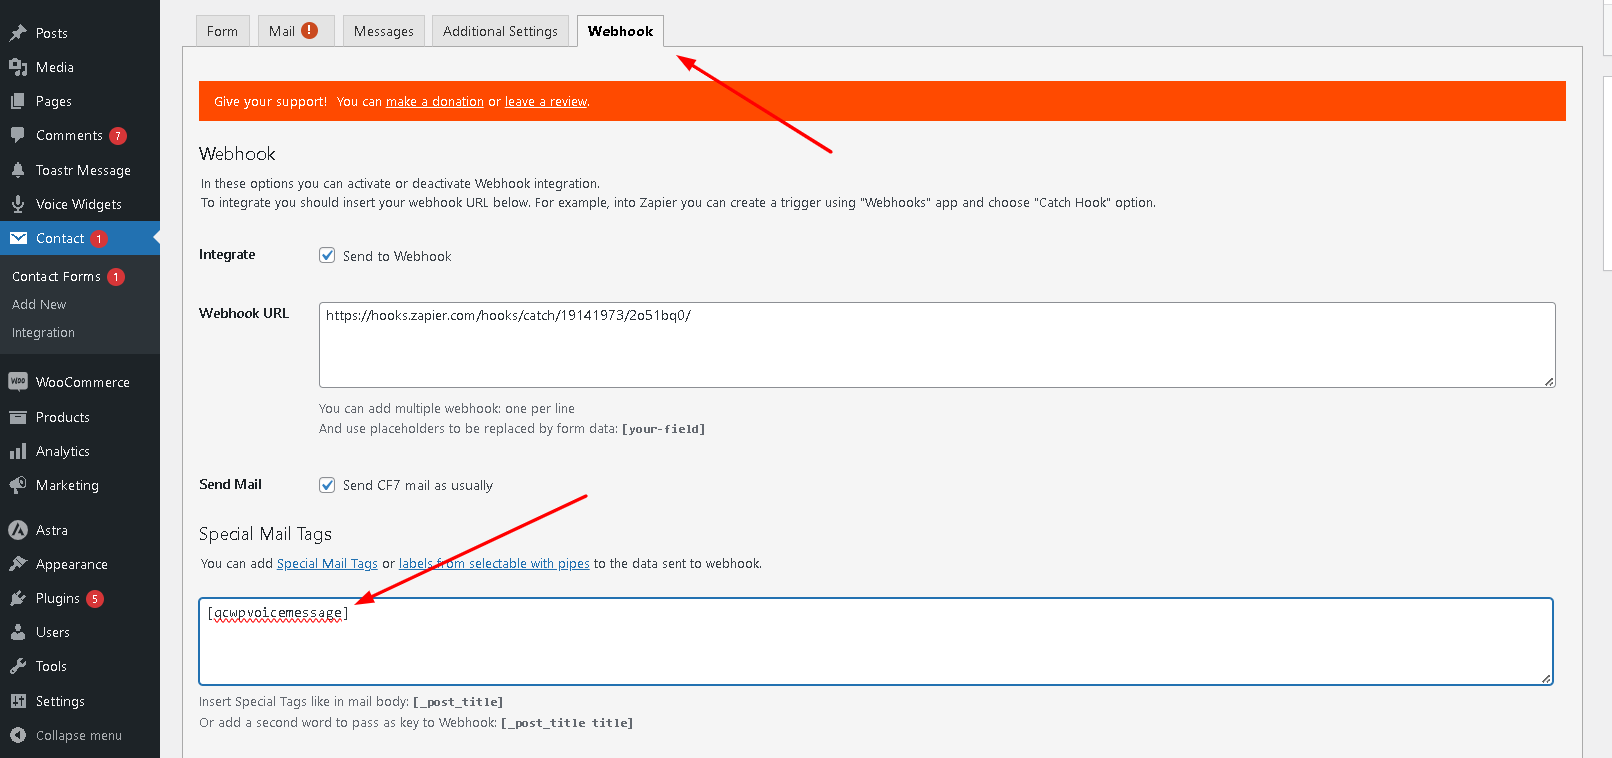 Posts
Media
Pages
Comments 7
Toastr Message
Voice Widgets
Contact 1
Contact Forms 1
Add New
Integration
WooCommerce
Products
Analytics
Marketing
Astra
Appearance
Plugins 5
Users
Tools
Settings
Collapse menu
Form
Mail !
Messages
Additional Settings
Webhook
Give your support! You can make a donation or leave a review.
Webhook
In these options you can activate or deactivate Webhook integration.
To integrate you should insert your webhook URL below. For example, into Zapier you can create a trigger using "Webhooks" app and choose "Catch Hook" option.
Integrate
Send to Webhook
Webhook URL
https://hooks.zapier.com/hooks/catch/19141973/2o51bq0/
You can add multiple webhook: one per line
And use placeholders to be replaced by form data: [your-field]
Send Mail
Send CF7 mail as usually
Special Mail Tags
You can add Special Mail Tags or labels from selectable with pipes to the data sent to webhook.
[qcwpvoicemessage]
Insert Special Tags like in mail body: [_post_title]
Or add a second word to pass as key to Webhook: [_post_title title]